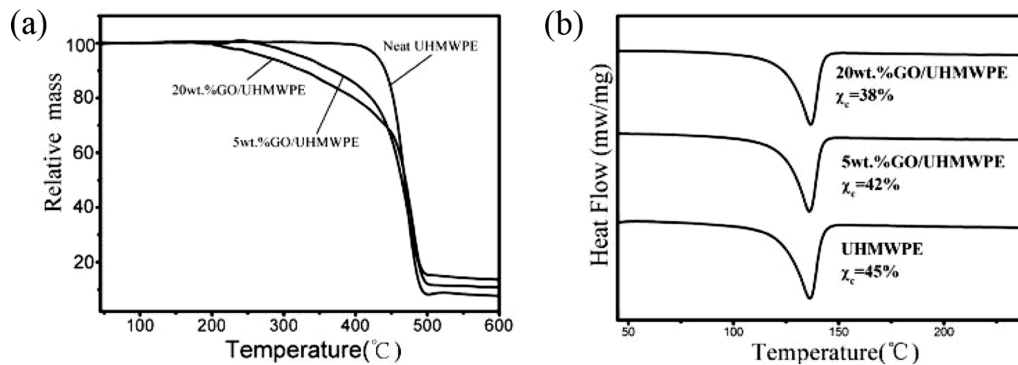 (a)
Relative mass
100
80
60
40
20
Neat UHMWPE
20wt.%GO/UHMWPE
5wt.%GO/UHMWPE
100
200
300
400
500
600
Temperature(℃)
(b)
Heat Flow (mw/mg)
20wt.%GO/UHMWPE
χc=38%
5wt.%GO/UHMWPE
χc=42%
UHMWPE
χc=45%
50
100
150
200
Temperature(℃)